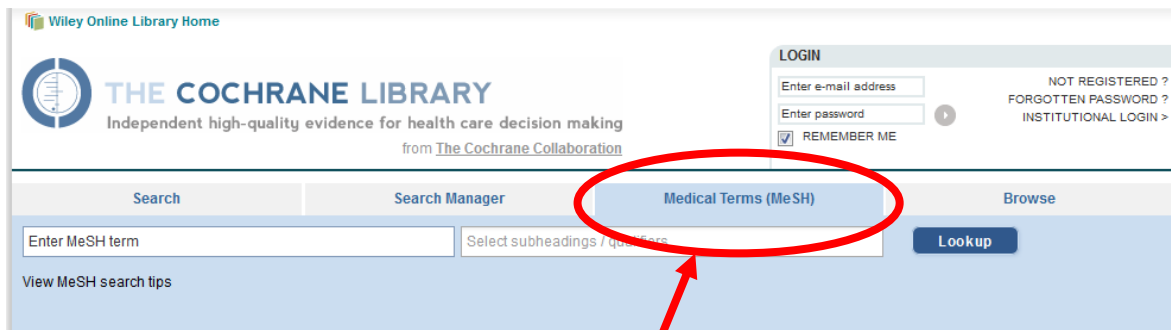 Wiley Online Library Home
LOGIN
THE COCHRANE LIBRARY
Independent high-quality evidence for health care decision making
from The Cochrane Collaboration
Enter e-mail address
Enter password
REMEMBER ME
NOT REGISTERED ?
FORGOTTEN PASSWORD ?
INSTITUTIONAL LOGIN >
Search Search Manager Medical Terms (MeSH) Browse
Enter MeSH term Select subheadings / qualifiers Lookup
View MeSH search tips